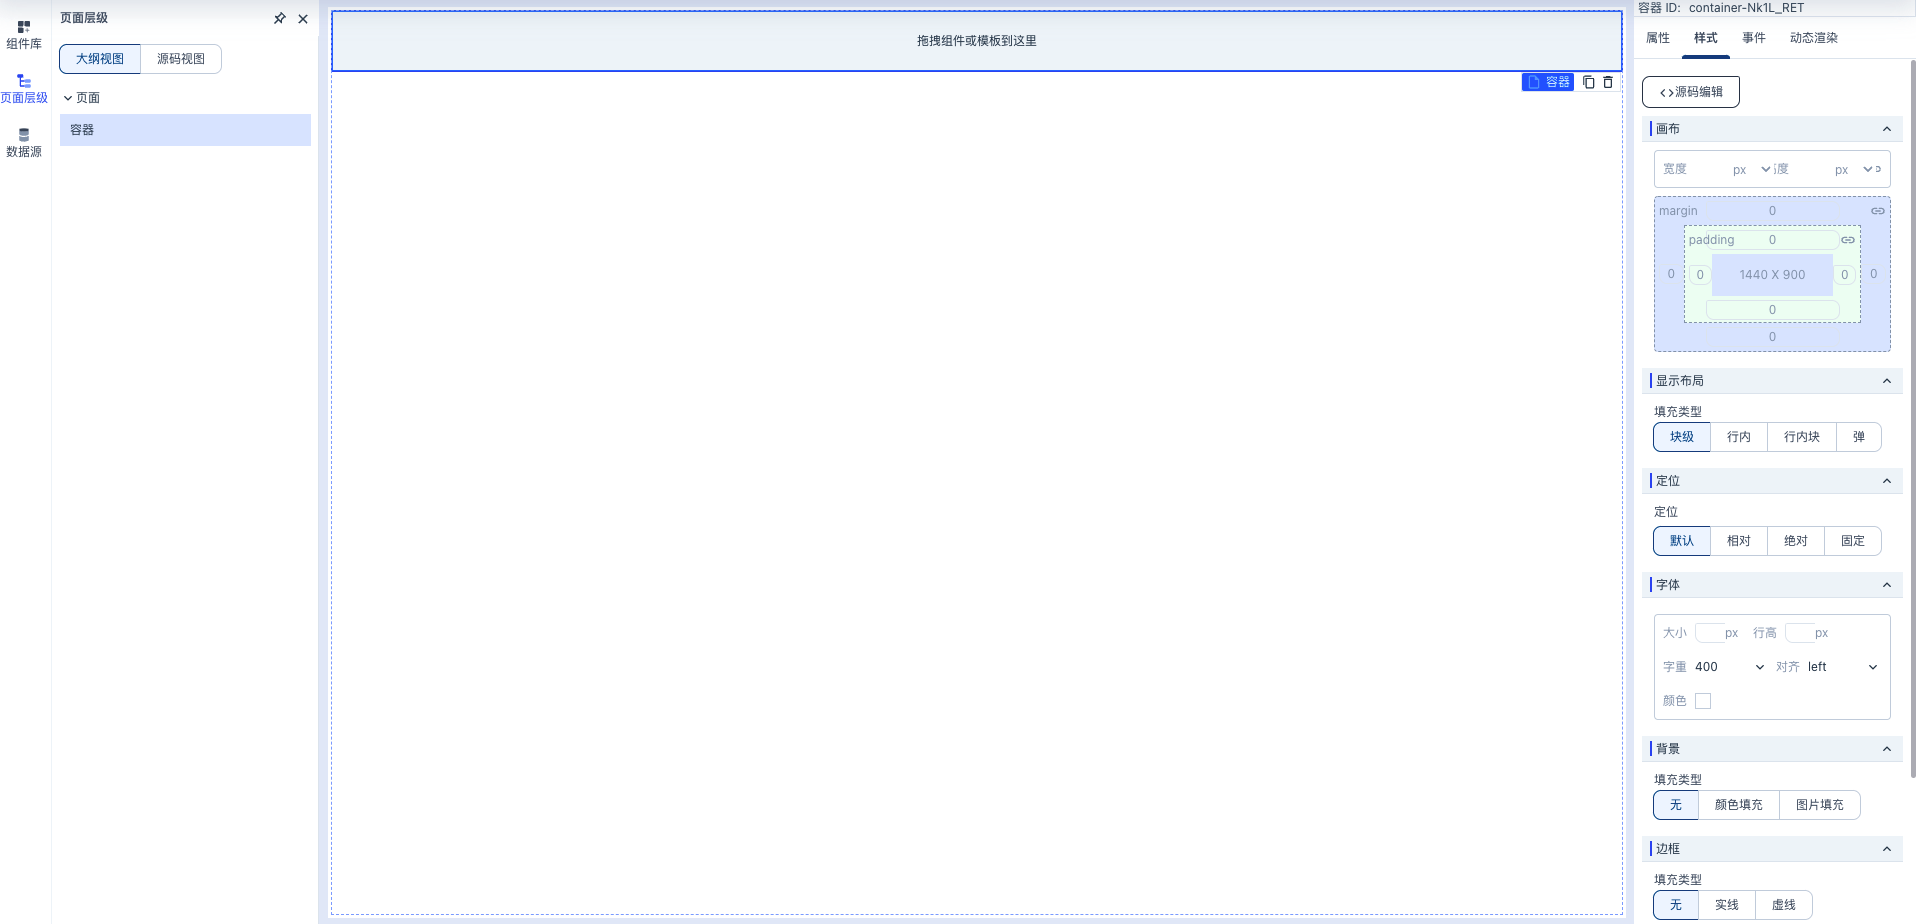 组件库
页面层级
数据源
页面层级
大纲视图
源码视图
页面
容器
拖拽组件或模板到这里
容器
容器 ID: container-Nk1L_RET
属性
样式
事件
动态渲染
源码编辑
画布
宽度 px 度 px
margin 0
padding 0
0 0 1440 X 900 0 0
0
0
显示布局
填充类型
块级 行内 行内块 弹
定位
定位
默认 相对 绝对 固定
字体
大小 px 行高 px
字重 400 对齐 left
颜色
背景
填充类型
无 颜色填充 图片填充
边框
填充类型
无 实线 虚线